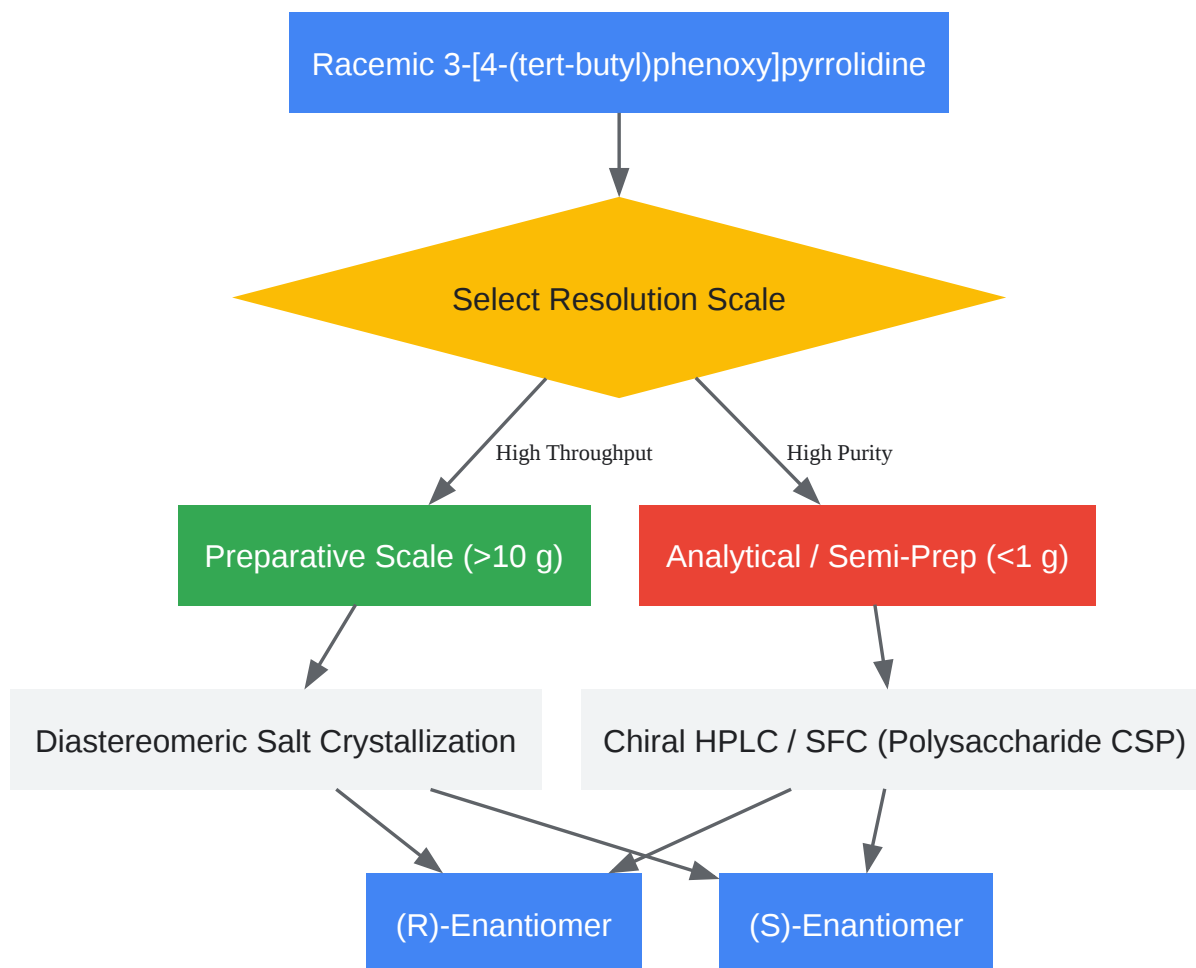 Racemic 3-[4-(tert-butyl)phenoxy]pyrrolidine
Select Resolution Scale
High Throughput
High Purity
Preparative Scale (>10 g)
Analytical / Semi-Prep (<1 g)
Diastereomeric Salt Crystallization
Chiral HPLC / SFC (Polysaccharide CSP)
(R)-Enantiomer
(S)-Enantiomer